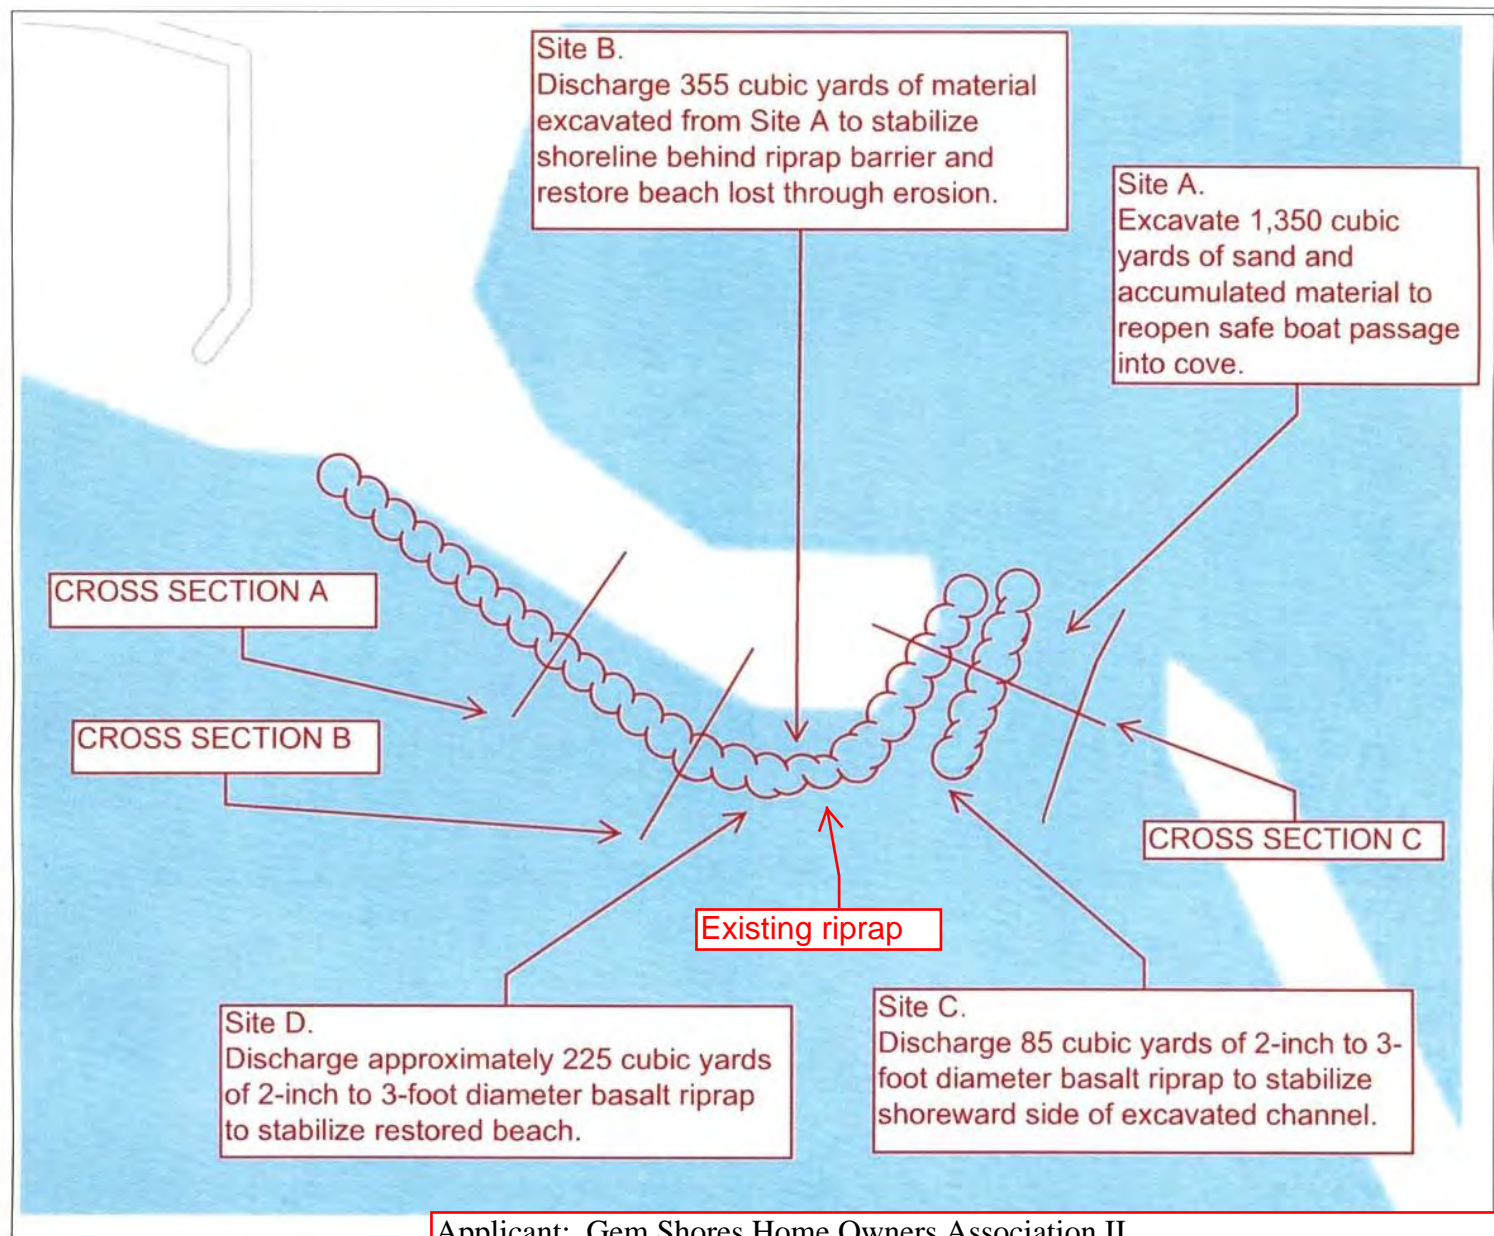 Site B.
Discharge 355 cubic yards of material
excavated from Site A to stabilize
shoreline behind riprap barrier and
restore beach lost through erosion.
Site A.
Excavate 1,350 cubic
yards of sand and
accumulated material to
reopen safe boat passage
into cove.
CROSS SECTION A
CROSS SECTION B
CROSS SECTION C
Existing riprap
Site D.
Discharge approximately 225 cubic yards
of 2-inch to 3-foot diameter basalt riprap
to stabilize restored beach.
Site C.
Discharge 85 cubic yards of 2-inch to 3-
foot diameter basalt riprap to stabilize
shoreward side of excavated channel.
Applicant: Gem Shores Home Owners Association II